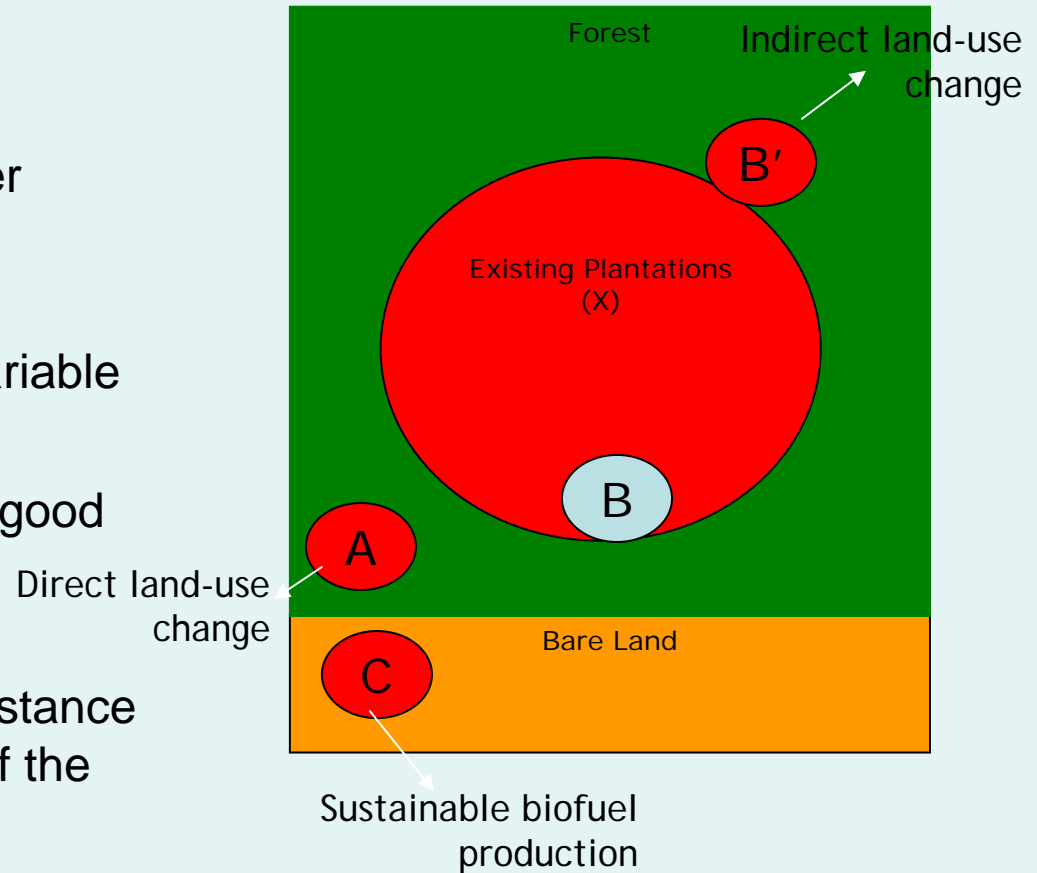 er
ariable
good
stance
f the
Forest
Indirect land-use
change
B′
Existing Plantations
(X)
B
A
Direct land-use
change
Bare Land
C
Sustainable biofuel
production